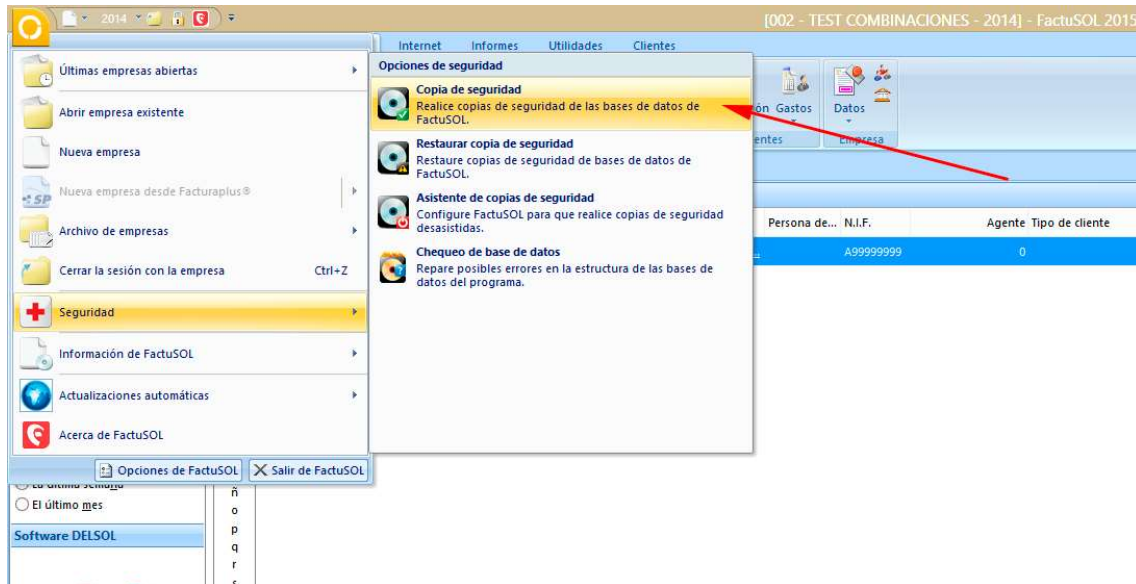 2014
[002 - TEST COMBINACIONES - 2014] - FactuSOL 2015
Internet Informes Utilidades Clientes
Últimas empresas abiertas
Abrir empresa existente
Nueva empresa
Nueva empresa desde Facturaplus®
Archivo de empresas
Cerrar la sesión con la empresa Ctrl+Z
Seguridad
Información de FactuSOL
Actualizaciones automáticas
Acerca de FactuSOL
Opciones de FactuSOL Salir de FactuSOL
Opciones de seguridad
Copia de seguridad
Realice copias de seguridad de las bases de datos de
FactuSOL.
Restaurar copia de seguridad
Restaure copias de seguridad de bases de datos de
FactuSOL.
Asistente de copias de seguridad
Configure FactuSOL para que realice copias de seguridad
desasistidas.
Chequeo de base de datos
Repare posibles errores en la estructura de las bases de
datos del programa.
ón Gastos Datos
entes Empresa
Persona de... N.I.F. Agente Tipo de cliente
A99999999 0
El último mes
Software DELSOL
ñ
o
p
q
r